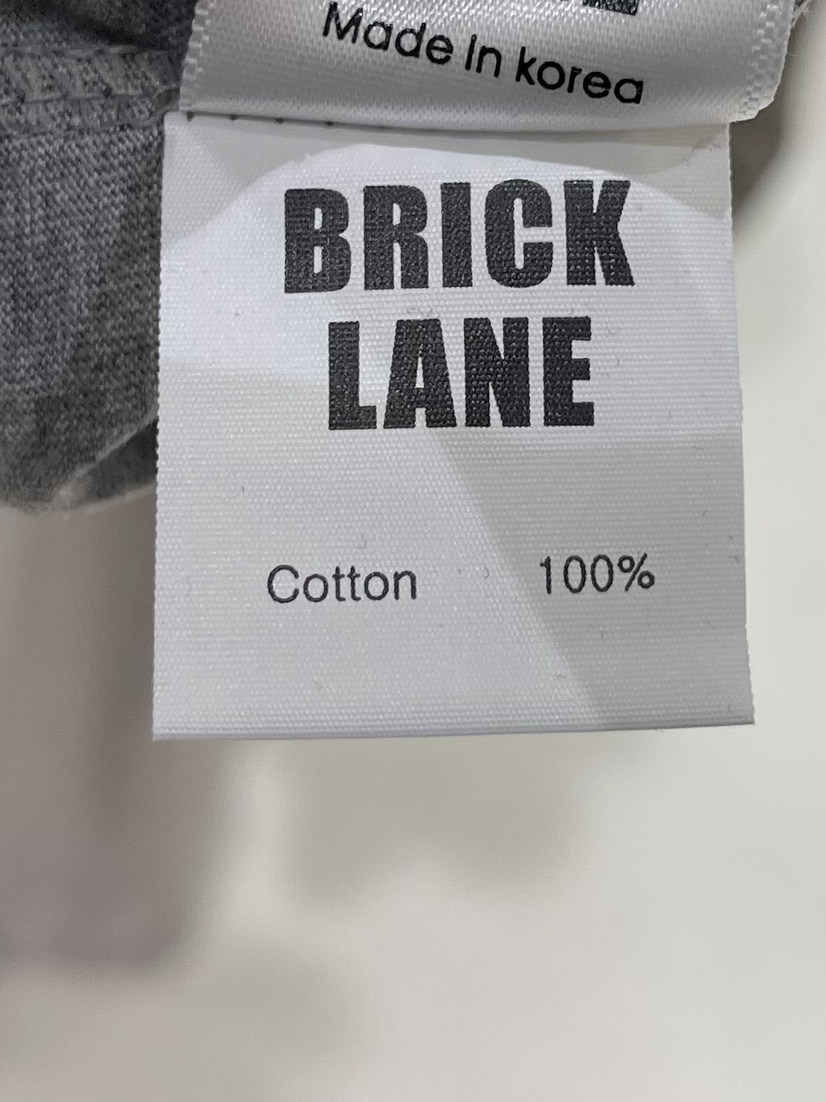 Made in korea
BRICK
LANE
Cotton 100%